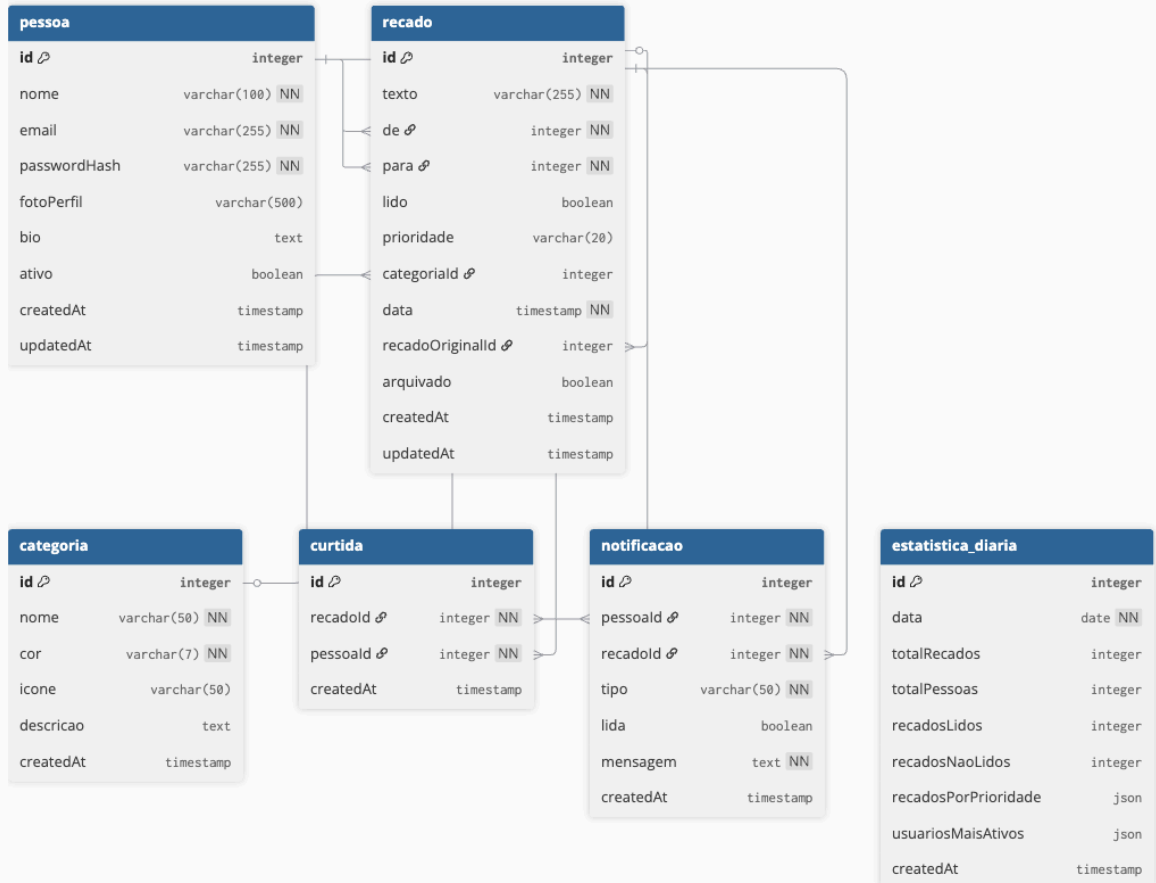 pessoa
id integer
nome varchar(100) NN
email varchar(255) NN
passwordHash varchar(255) NN
fotoPerfil varchar(500)
bio text
ativo boolean
createdAt timestamp
updatedAt timestamp
recado
id integer
texto varchar(255) NN
de integer NN
para integer NN
lido boolean
prioridade varchar(20)
categoriaId integer
data timestamp NN
recadoOriginalId integer
arquivado boolean
createdAt timestamp
updatedAt timestamp
categoria
id integer
nome varchar(50) NN
cor varchar(7) NN
icone varchar(50)
descricao text
createdAt timestamp
curtida
id integer
recadoId integer NN
pessoaId integer NN
createdAt timestamp
notificacao
id integer
pessoaId integer NN
recadoId integer NN
tipo varchar(50) NN
lida boolean
mensagem text NN
createdAt timestamp
estatistica_diaria
id integer
data date NN
totalRecados integer
totalPessoas integer
recadosLidos integer
recadosNaoLidos integer
recadosPorPrioridade json
usuariosMaisAtivos json
createdAt timestamp